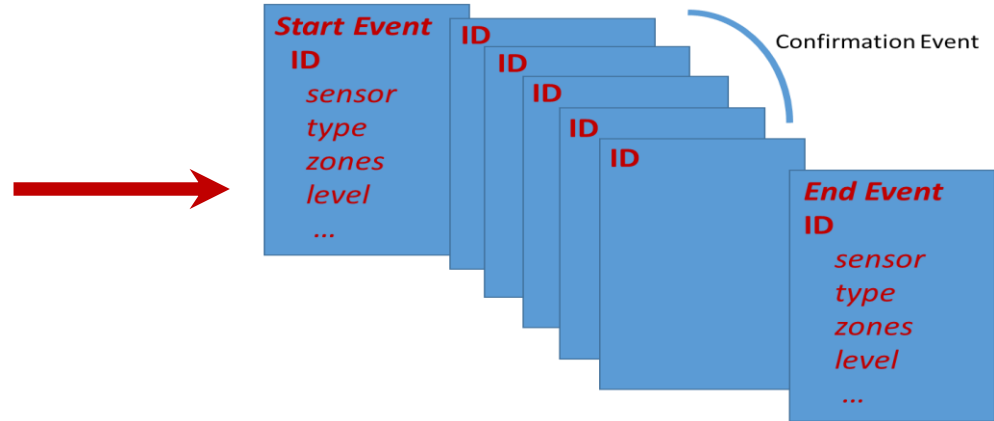 Start Event
ID
sensor
type
zones
level
...
ID
ID
ID
ID
ID
Confirmation Event
End Event
ID
sensor
type
zones
level
...